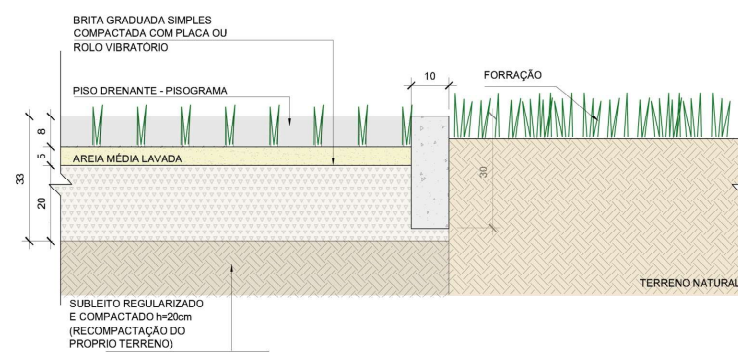 BRITA GRADUADA SIMPLES
COMPACTADA COM PLACA OU
ROLO VIBRATÓRIO
10
FORRAÇÃO
PISO DRENANTE - PISOGRAMA
8
5
AREIA MÉDIA LAVADA
33
20
30
TERRENO NATURAL
SUBLEITO REGULARIZADO
E COMPACTADO h=20cm
(RECOMPACTAÇÃO DO
PROPRIO TERRENO)